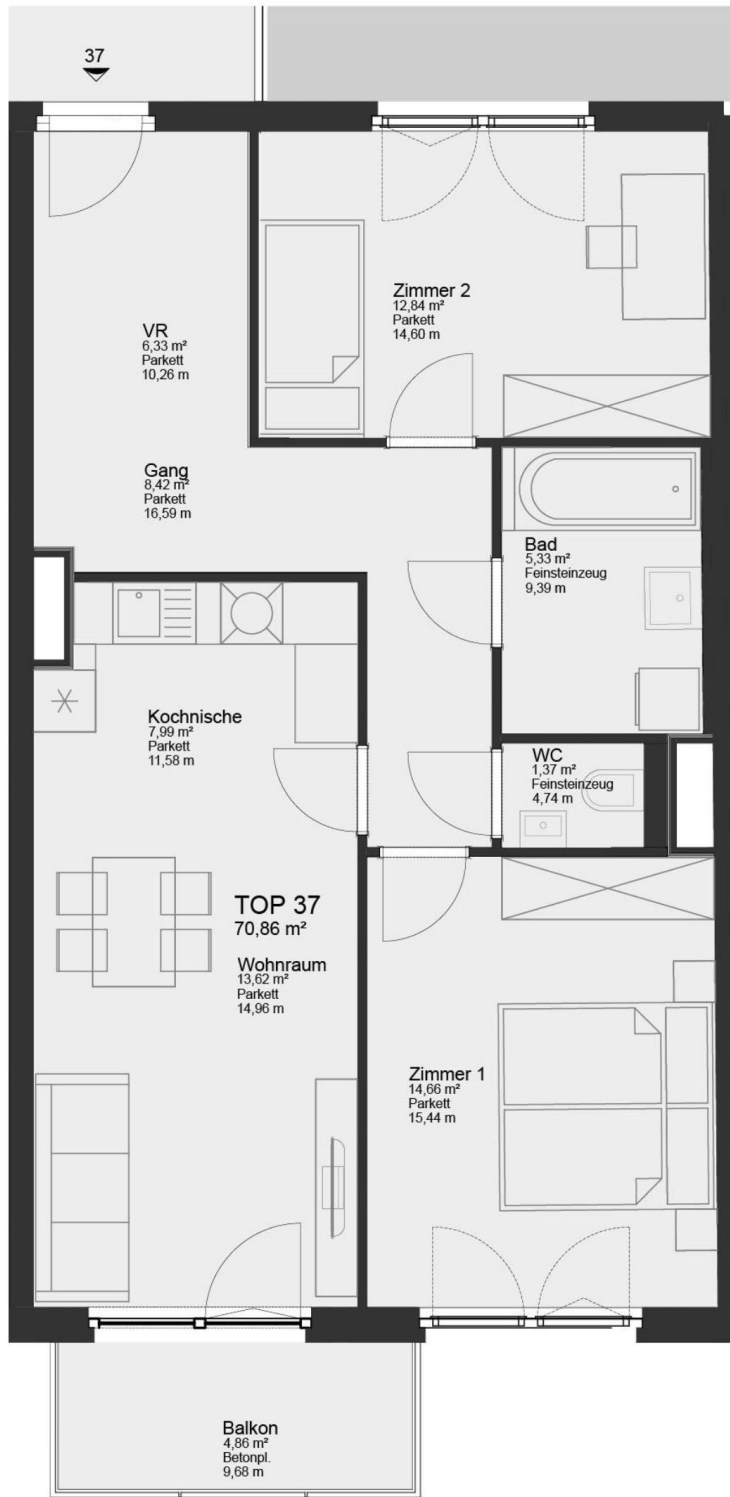 37
Zimmer 2
12,84 m²
Parkett
14,60 m
VR
6,33 m²
Parkett
10,26 m
Gang
8,42 m²
Parkett
16,59 m
Bad
5,33 m²
Feinsteinzeug
9,39 m
Kochnische
7,99 m²
Parkett
11,58 m
WC
1,37 m²
Feinsteinzeug
4,74 m
TOP 37
70,86 m²
Wohnraum
13,62 m²
Parkett
14,96 m
Zimmer 1
14,66 m²
Parkett
15,44 m
Balkon
4,86 m²
Betonpl.
9,68 m